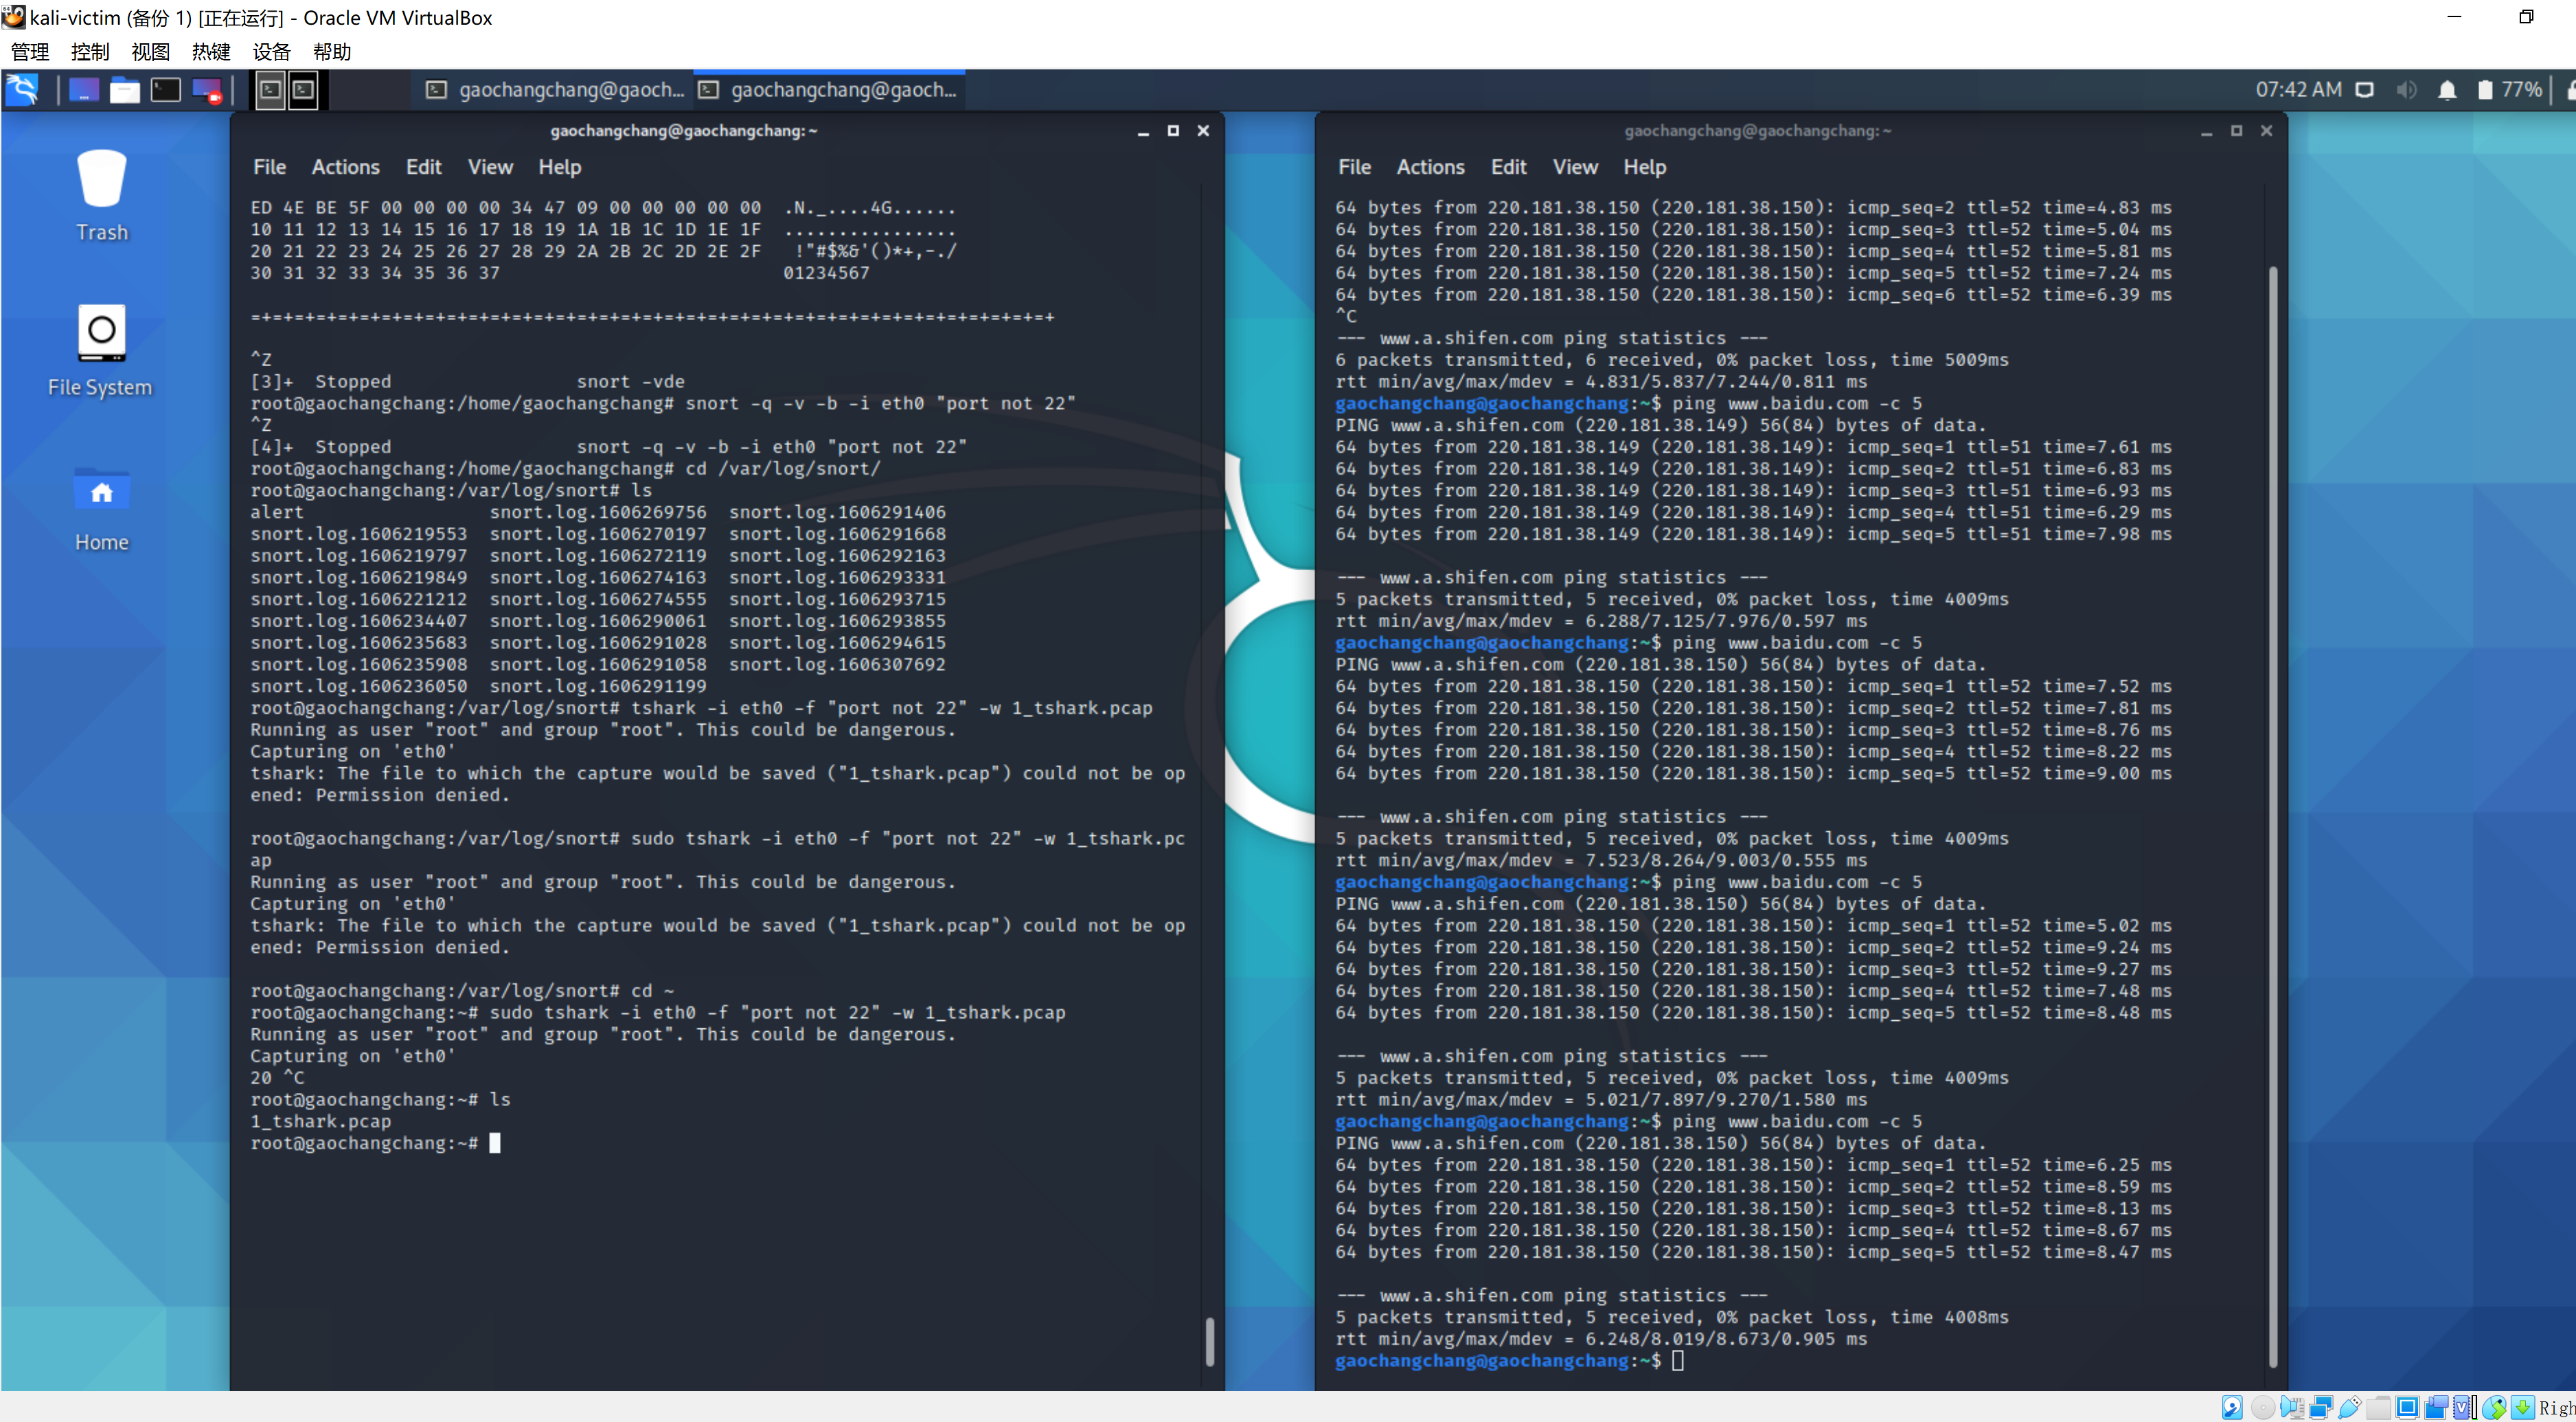 kali-victim (备份 1) [正在运行] - Oracle VM VirtualBox
管理 控制 视图 热键 设备 帮助
gaochangchang@gaoch... gaochangchang@gaoch... 07:42 AM 77%
Trash
File System
Home
gaochangchang@gaochangchang:~
File Actions Edit View Help
ED 4E BE 5F 00 00 00 00 34 47 09 00 00 00 00 00  .N._....4G......
10 11 12 13 14 15 16 17 18 19 1A 1B 1C 1D 1E 1F  ................
20 21 22 23 24 25 26 27 28 29 2A 2B 2C 2D 2E 2F   !"#$%&'()*+,-./
30 31 32 33 34 35 36 37                          01234567
=+=+=+=+=+=+=+=+=+=+=+=+=+=+=+=+=+=+=+=+=+=+=+=+=+=+=+=+=+=+=+=+=+=+=+=+=+
^Z
[3]+  Stopped                 snort -vde
root@gaochangchang:/home/gaochangchang# snort -q -v -b -i eth0 "port not 22"
^Z
[4]+  Stopped                 snort -q -v -b -i eth0 "port not 22"
root@gaochangchang:/home/gaochangchang# cd /var/log/snort/
root@gaochangchang:/var/log/snort# ls
alert                 snort.log.1606269756  snort.log.1606291406
snort.log.1606219553  snort.log.1606270197  snort.log.1606291668
snort.log.1606219797  snort.log.1606272119  snort.log.1606292163
snort.log.1606219849  snort.log.1606274163  snort.log.1606293331
snort.log.1606221212  snort.log.1606274555  snort.log.1606293715
snort.log.1606234407  snort.log.1606290061  snort.log.1606293855
snort.log.1606235683  snort.log.1606291028  snort.log.1606294615
snort.log.1606235908  snort.log.1606291058  snort.log.1606307692
snort.log.1606236050  snort.log.1606291199
root@gaochangchang:/var/log/snort# tshark -i eth0 -f "port not 22" -w 1_tshark.pcap
Running as user "root" and group "root". This could be dangerous.
Capturing on 'eth0'
tshark: The file to which the capture would be saved ("1_tshark.pcap") could not be op
ened: Permission denied.
root@gaochangchang:/var/log/snort# sudo tshark -i eth0 -f "port not 22" -w 1_tshark.pc
ap
Running as user "root" and group "root". This could be dangerous.
Capturing on 'eth0'
tshark: The file to which the capture would be saved ("1_tshark.pcap") could not be op
ened: Permission denied.
root@gaochangchang:/var/log/snort# cd ~
root@gaochangchang:~# sudo tshark -i eth0 -f "port not 22" -w 1_tshark.pcap
Running as user "root" and group "root". This could be dangerous.
Capturing on 'eth0'
20 ^C
root@gaochangchang:~# ls
1_tshark.pcap
root@gaochangchang:~#
gaochangchang@gaochangchang:~
File Actions Edit View Help
64 bytes from 220.181.38.150 (220.181.38.150): icmp_seq=2 ttl=52 time=4.83 ms
64 bytes from 220.181.38.150 (220.181.38.150): icmp_seq=3 ttl=52 time=5.04 ms
64 bytes from 220.181.38.150 (220.181.38.150): icmp_seq=4 ttl=52 time=5.81 ms
64 bytes from 220.181.38.150 (220.181.38.150): icmp_seq=5 ttl=52 time=7.24 ms
64 bytes from 220.181.38.150 (220.181.38.150): icmp_seq=6 ttl=52 time=6.39 ms
^C
--- www.a.shifen.com ping statistics ---
6 packets transmitted, 6 received, 0% packet loss, time 5009ms
rtt min/avg/max/mdev = 4.831/5.837/7.244/0.811 ms
gaochangchang@gaochangchang:~$ ping www.baidu.com -c 5
PING www.a.shifen.com (220.181.38.149) 56(84) bytes of data.
64 bytes from 220.181.38.149 (220.181.38.149): icmp_seq=1 ttl=51 time=7.61 ms
64 bytes from 220.181.38.149 (220.181.38.149): icmp_seq=2 ttl=51 time=6.83 ms
64 bytes from 220.181.38.149 (220.181.38.149): icmp_seq=3 ttl=51 time=6.93 ms
64 bytes from 220.181.38.149 (220.181.38.149): icmp_seq=4 ttl=51 time=6.29 ms
64 bytes from 220.181.38.149 (220.181.38.149): icmp_seq=5 ttl=51 time=7.98 ms
--- www.a.shifen.com ping statistics ---
5 packets transmitted, 5 received, 0% packet loss, time 4009ms
rtt min/avg/max/mdev = 6.288/7.125/7.976/0.597 ms
gaochangchang@gaochangchang:~$ ping www.baidu.com -c 5
PING www.a.shifen.com (220.181.38.150) 56(84) bytes of data.
64 bytes from 220.181.38.150 (220.181.38.150): icmp_seq=1 ttl=52 time=7.52 ms
64 bytes from 220.181.38.150 (220.181.38.150): icmp_seq=2 ttl=52 time=7.81 ms
64 bytes from 220.181.38.150 (220.181.38.150): icmp_seq=3 ttl=52 time=8.76 ms
64 bytes from 220.181.38.150 (220.181.38.150): icmp_seq=4 ttl=52 time=8.22 ms
64 bytes from 220.181.38.150 (220.181.38.150): icmp_seq=5 ttl=52 time=9.00 ms
--- www.a.shifen.com ping statistics ---
5 packets transmitted, 5 received, 0% packet loss, time 4009ms
rtt min/avg/max/mdev = 7.523/8.264/9.003/0.555 ms
gaochangchang@gaochangchang:~$ ping www.baidu.com -c 5
PING www.a.shifen.com (220.181.38.150) 56(84) bytes of data.
64 bytes from 220.181.38.150 (220.181.38.150): icmp_seq=1 ttl=52 time=5.02 ms
64 bytes from 220.181.38.150 (220.181.38.150): icmp_seq=2 ttl=52 time=9.24 ms
64 bytes from 220.181.38.150 (220.181.38.150): icmp_seq=3 ttl=52 time=9.27 ms
64 bytes from 220.181.38.150 (220.181.38.150): icmp_seq=4 ttl=52 time=7.48 ms
64 bytes from 220.181.38.150 (220.181.38.150): icmp_seq=5 ttl=52 time=8.48 ms
--- www.a.shifen.com ping statistics ---
5 packets transmitted, 5 received, 0% packet loss, time 4009ms
rtt min/avg/max/mdev = 5.021/7.897/9.270/1.580 ms
gaochangchang@gaochangchang:~$ ping www.baidu.com -c 5
PING www.a.shifen.com (220.181.38.150) 56(84) bytes of data.
64 bytes from 220.181.38.150 (220.181.38.150): icmp_seq=1 ttl=52 time=6.25 ms
64 bytes from 220.181.38.150 (220.181.38.150): icmp_seq=2 ttl=52 time=8.59 ms
64 bytes from 220.181.38.150 (220.181.38.150): icmp_seq=3 ttl=52 time=8.13 ms
64 bytes from 220.181.38.150 (220.181.38.150): icmp_seq=4 ttl=52 time=8.67 ms
64 bytes from 220.181.38.150 (220.181.38.150): icmp_seq=5 ttl=52 time=8.47 ms
--- www.a.shifen.com ping statistics ---
5 packets transmitted, 5 received, 0% packet loss, time 4008ms
rtt min/avg/max/mdev = 6.248/8.019/8.673/0.905 ms
gaochangchang@gaochangchang:~$
Righ